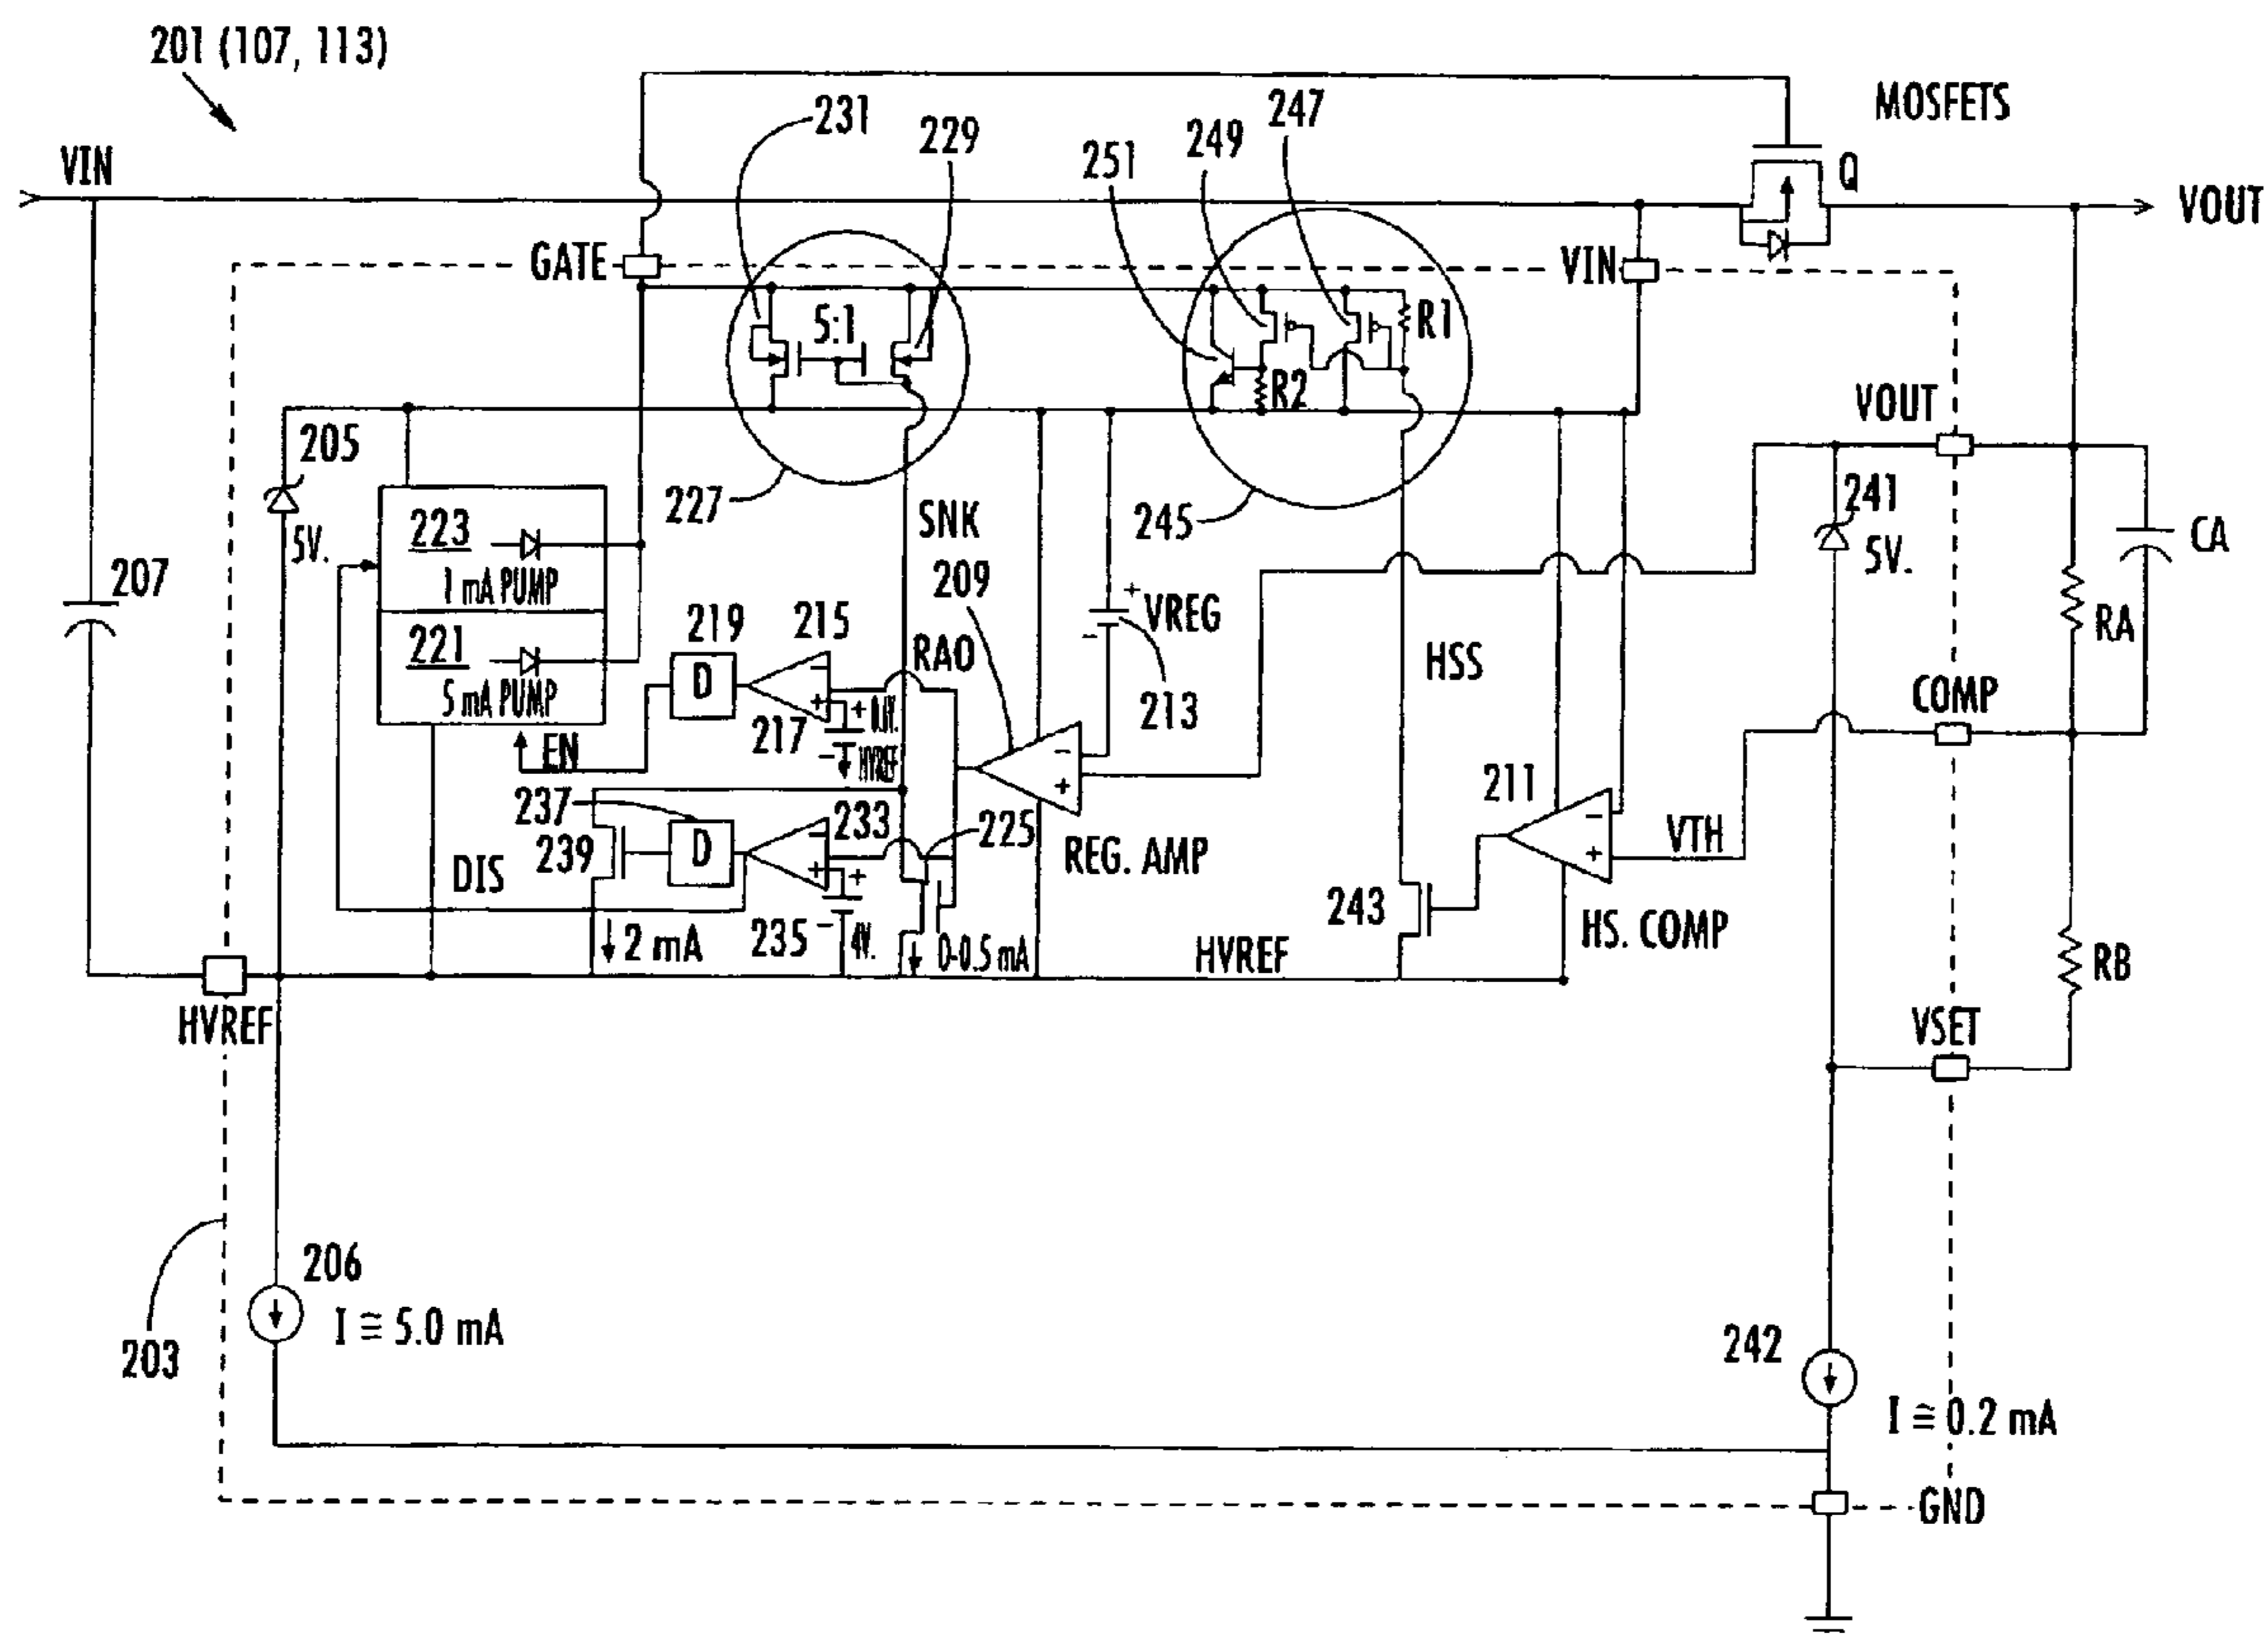 201 (107, 113)
MOSFETS
VIN
231
229
251
249
247
Q
VOUT
GATE
VIN
5:1
R1
R2
VOUT
205
5V.
227
SNK
245
241
5V.
CA
207
223
1 mA PUMP
221
5 mA PUMP
219
D
215
RAO
209
+
VREG
-
213
HSS
RA
COMP
-
+
217
+
-
HVREF
EN
-
+
211
-
+
VTH
237
239
D
233
-
+
225
REG. AMP
DIS
2 mA
235
+
-
4V.
0-0.5 mA
HVREF
243
HS. COMP
RB
HVREF
VSET
206
I ≅ 5.0 mA
203
242
I ≅ 0.2 mA
GND